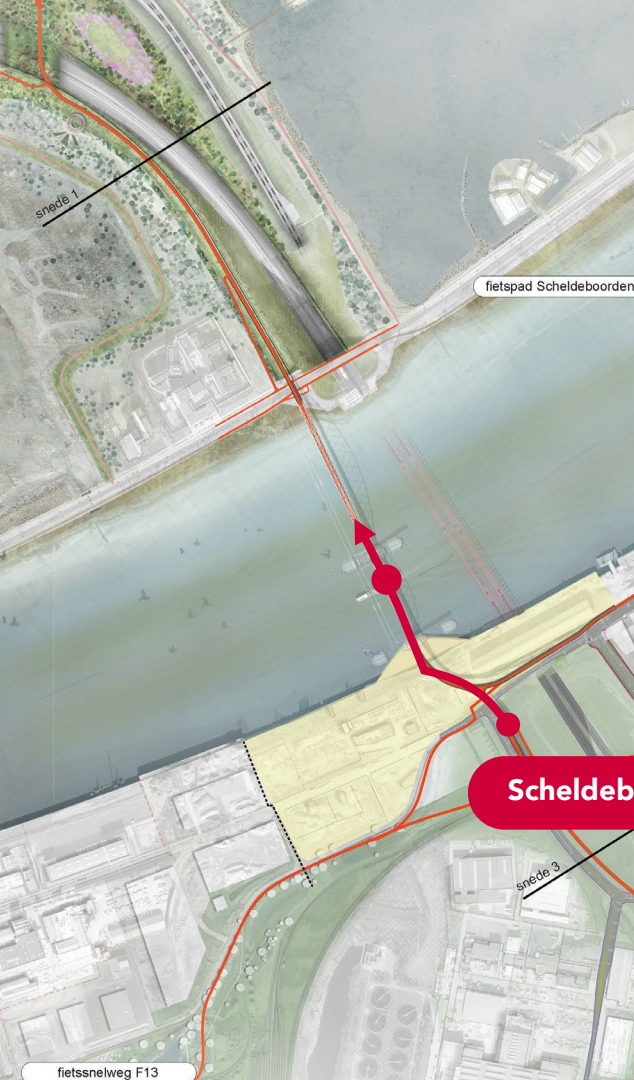 snede 1
fietspad Scheldeboorden
Scheldeb
snede 3
fietssnelweg F13